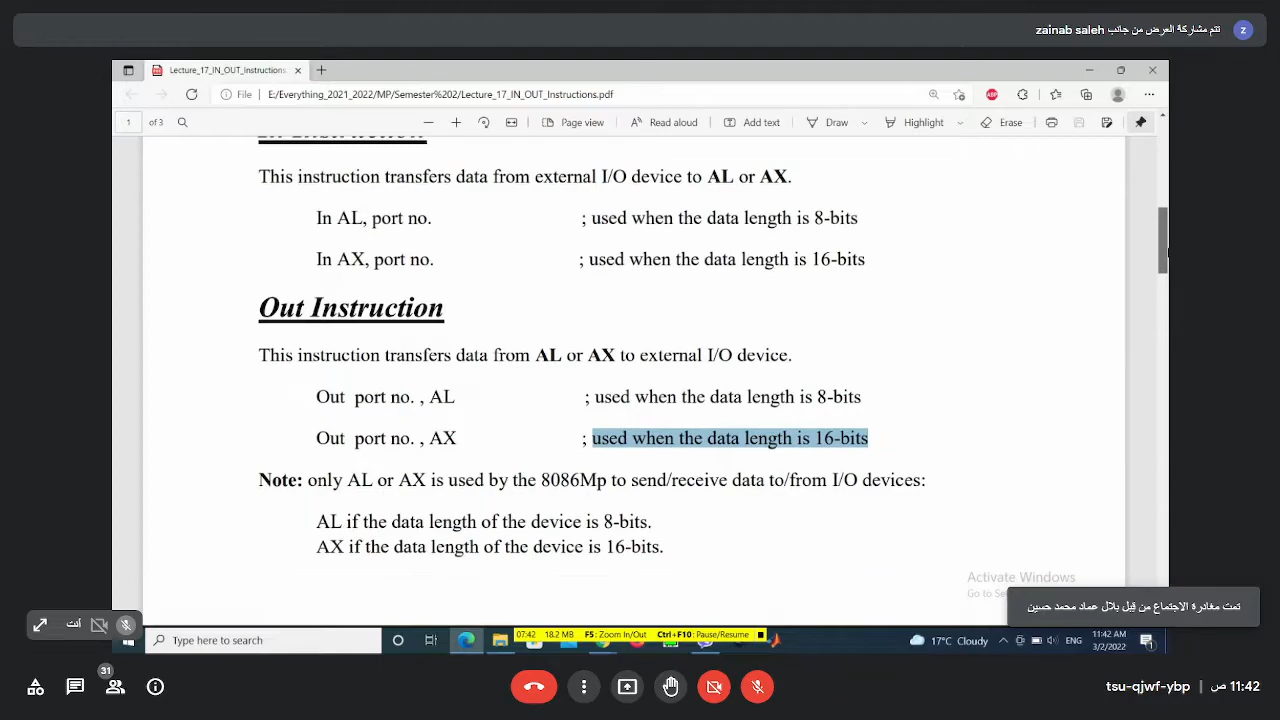 تتم مشاركة العرض من جانب zainab saleh
z
Lecture_17_IN_OUT_Instructions
File | E:/Everything_2021_2022/MP/Semester%202/Lecture_17_IN_OUT_Instructions.pdf
ABP
1 of 3
Page view
Read aloud
Add text
Draw
Highlight
Erase
In Instruction
This instruction transfers data from external I/O device to AL or AX.
In AL, port no. ; used when the data length is 8-bits
In AX, port no. ; used when the data length is 16-bits
Out Instruction
This instruction transfers data from AL or AX to external I/O device.
Out port no. , AL ; used when the data length is 8-bits
Out port no. , AX ; used when the data length is 16-bits
Note: only AL or AX is used by the 8086Mp to send/receive data to/from I/O devices:
AL if the data length of the device is 8-bits.
AX if the data length of the device is 16-bits.
Activate Windows
Go to
تمت مغادرة الاجتماع من قِبل بلال عماد محمد حسين
أنت
Type here to search
07:42 18.2 MB F5: Zoom In/Out Ctrl+F10: Pause/Resume
17°C Cloudy
ENG
11:42 AM
3/2/2022
1
31
tsu-qjwf-ybp | 11:42 ص